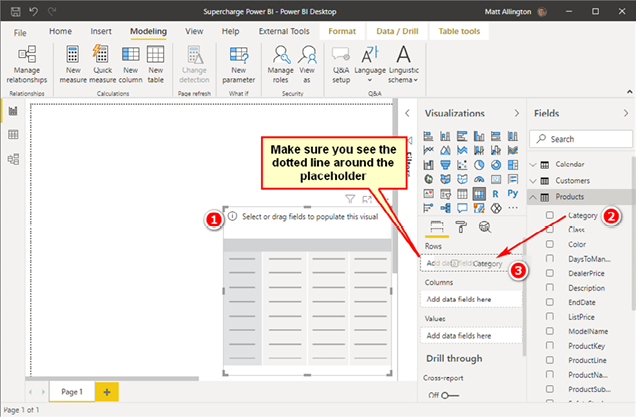 Supercharge Power BI - Power BI Desktop
Matt Allington
File
Home
Insert
Modeling
View
Help
External Tools
Format
Data / Drill
Table tools
Manage relationships
New measure
Quick measure
New column
New table
Change detection
New parameter
Manage roles
View as
Q&A setup
Language
Linguistic schema
Relationships
Calculations
Page refresh
What if
Security
Q&A
Visualizations
Fields
Search
Make sure you see the
dotted line around the
placeholder
Calendar
Customers
Products
1
Select or drag fields to populate this visual
R
Py
Category
2
Class
Color
DaysToMan...
DealerPrice
Description
EndDate
ListPrice
ModelName
ProductKey
ProductLine
ProductNa...
ProductSub...
Rows
Category
3
Columns
Add data fields here
Values
Add data fields here
Drill through
Cross-report
Off
Page 1
+
Page 1 of 1